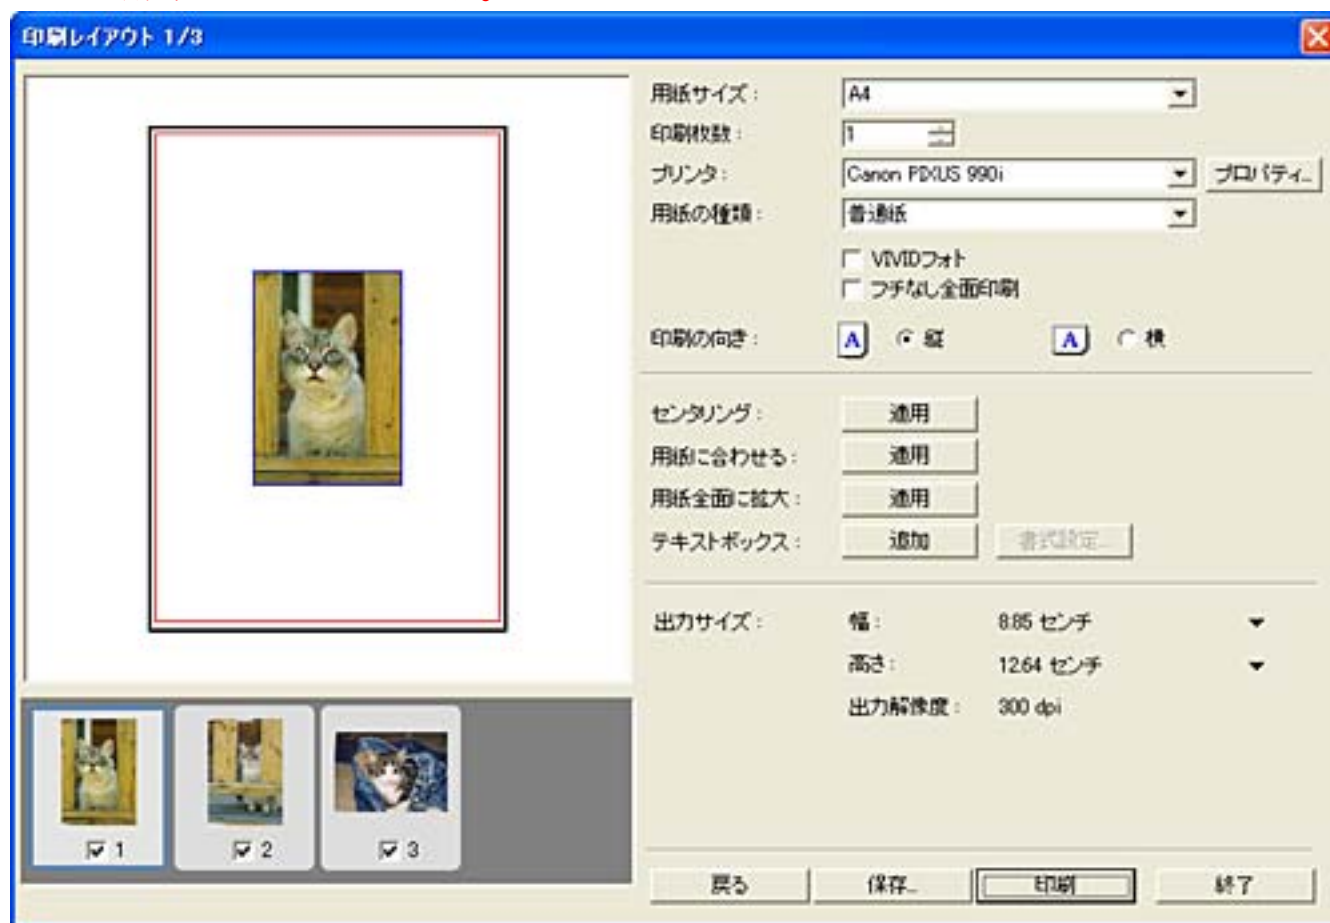 印刷レイアウト 1/3
用紙サイズ： A4
印刷枚数： 1
プリンタ： Canon PIXUS 990i プロパティ...
用紙の種類： 普通紙
VIVIDフォト
フチなし全面印刷
印刷の向き： A 縦 A 横
センタリング： 適用
用紙に合わせる： 適用
用紙全面に拡大： 適用
テキストボックス： 追加 書式設定...
出力サイズ： 幅： 8.85 センチ
高さ： 12.64 センチ
出力解像度： 300 dpi
1 2 3
戻る 保存... 印刷 終了